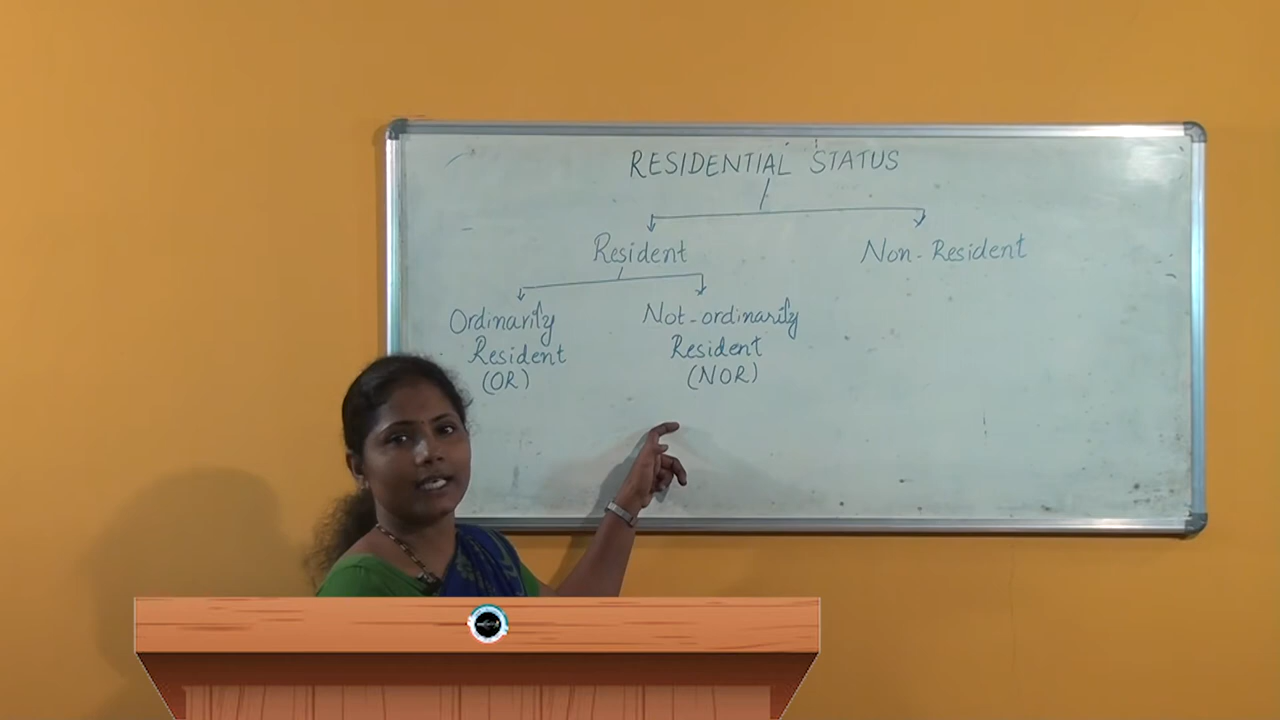 RESIDENTIAL STATUS
Resident
Non-Resident
Ordinarily
Resident
(OR)
Not-ordinarily
Resident
(NOR)